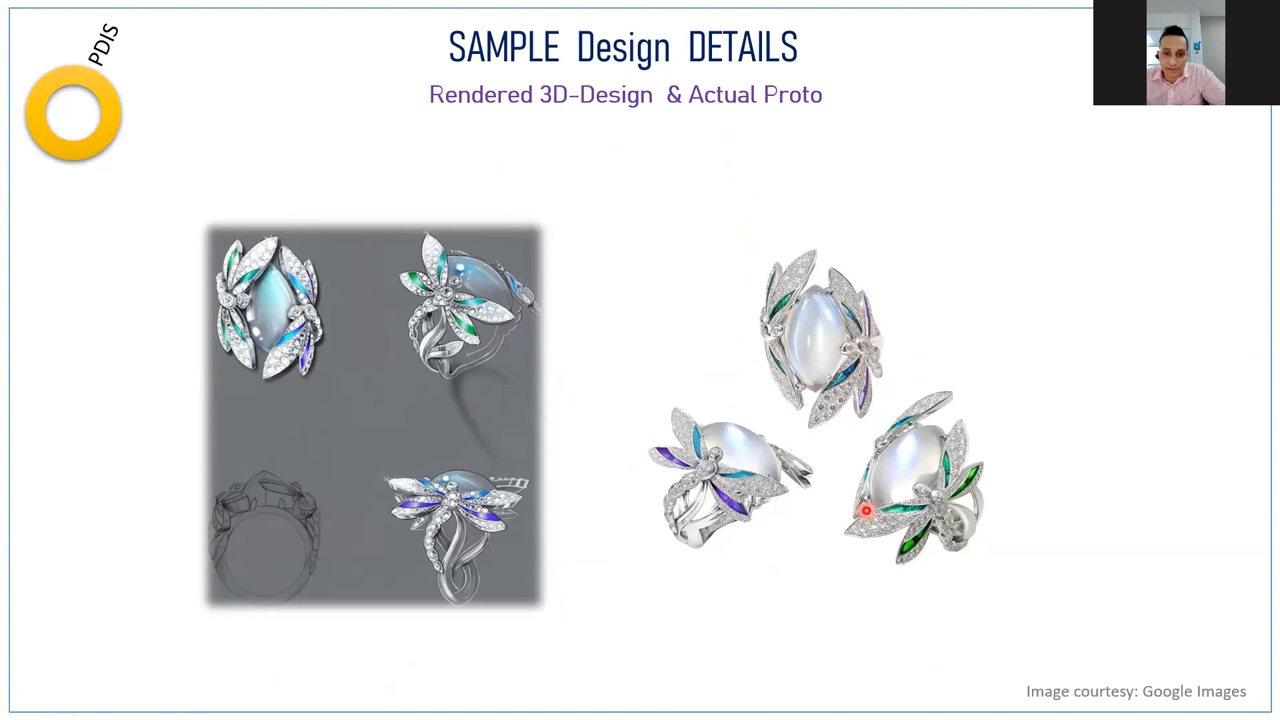 PDIS
SAMPLE Design DETAILS
Rendered 3D-Design & Actual Proto
Image courtesy: Google Images